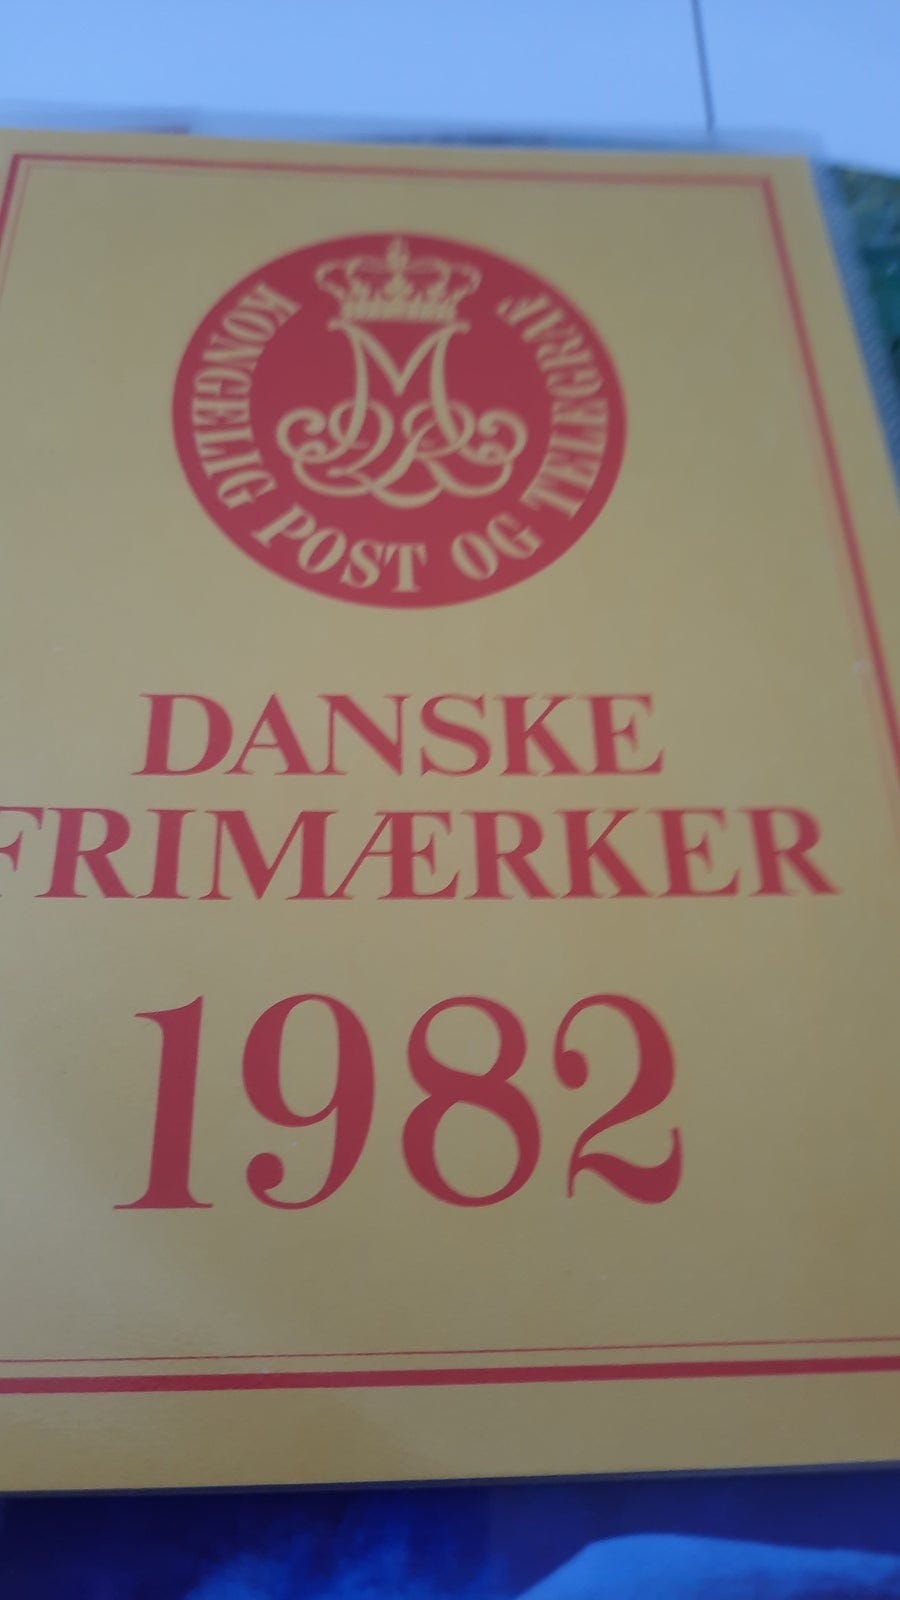 KONGELIG POST OG TELEGRAF
DANSKE
FRIMÆRKER
1982